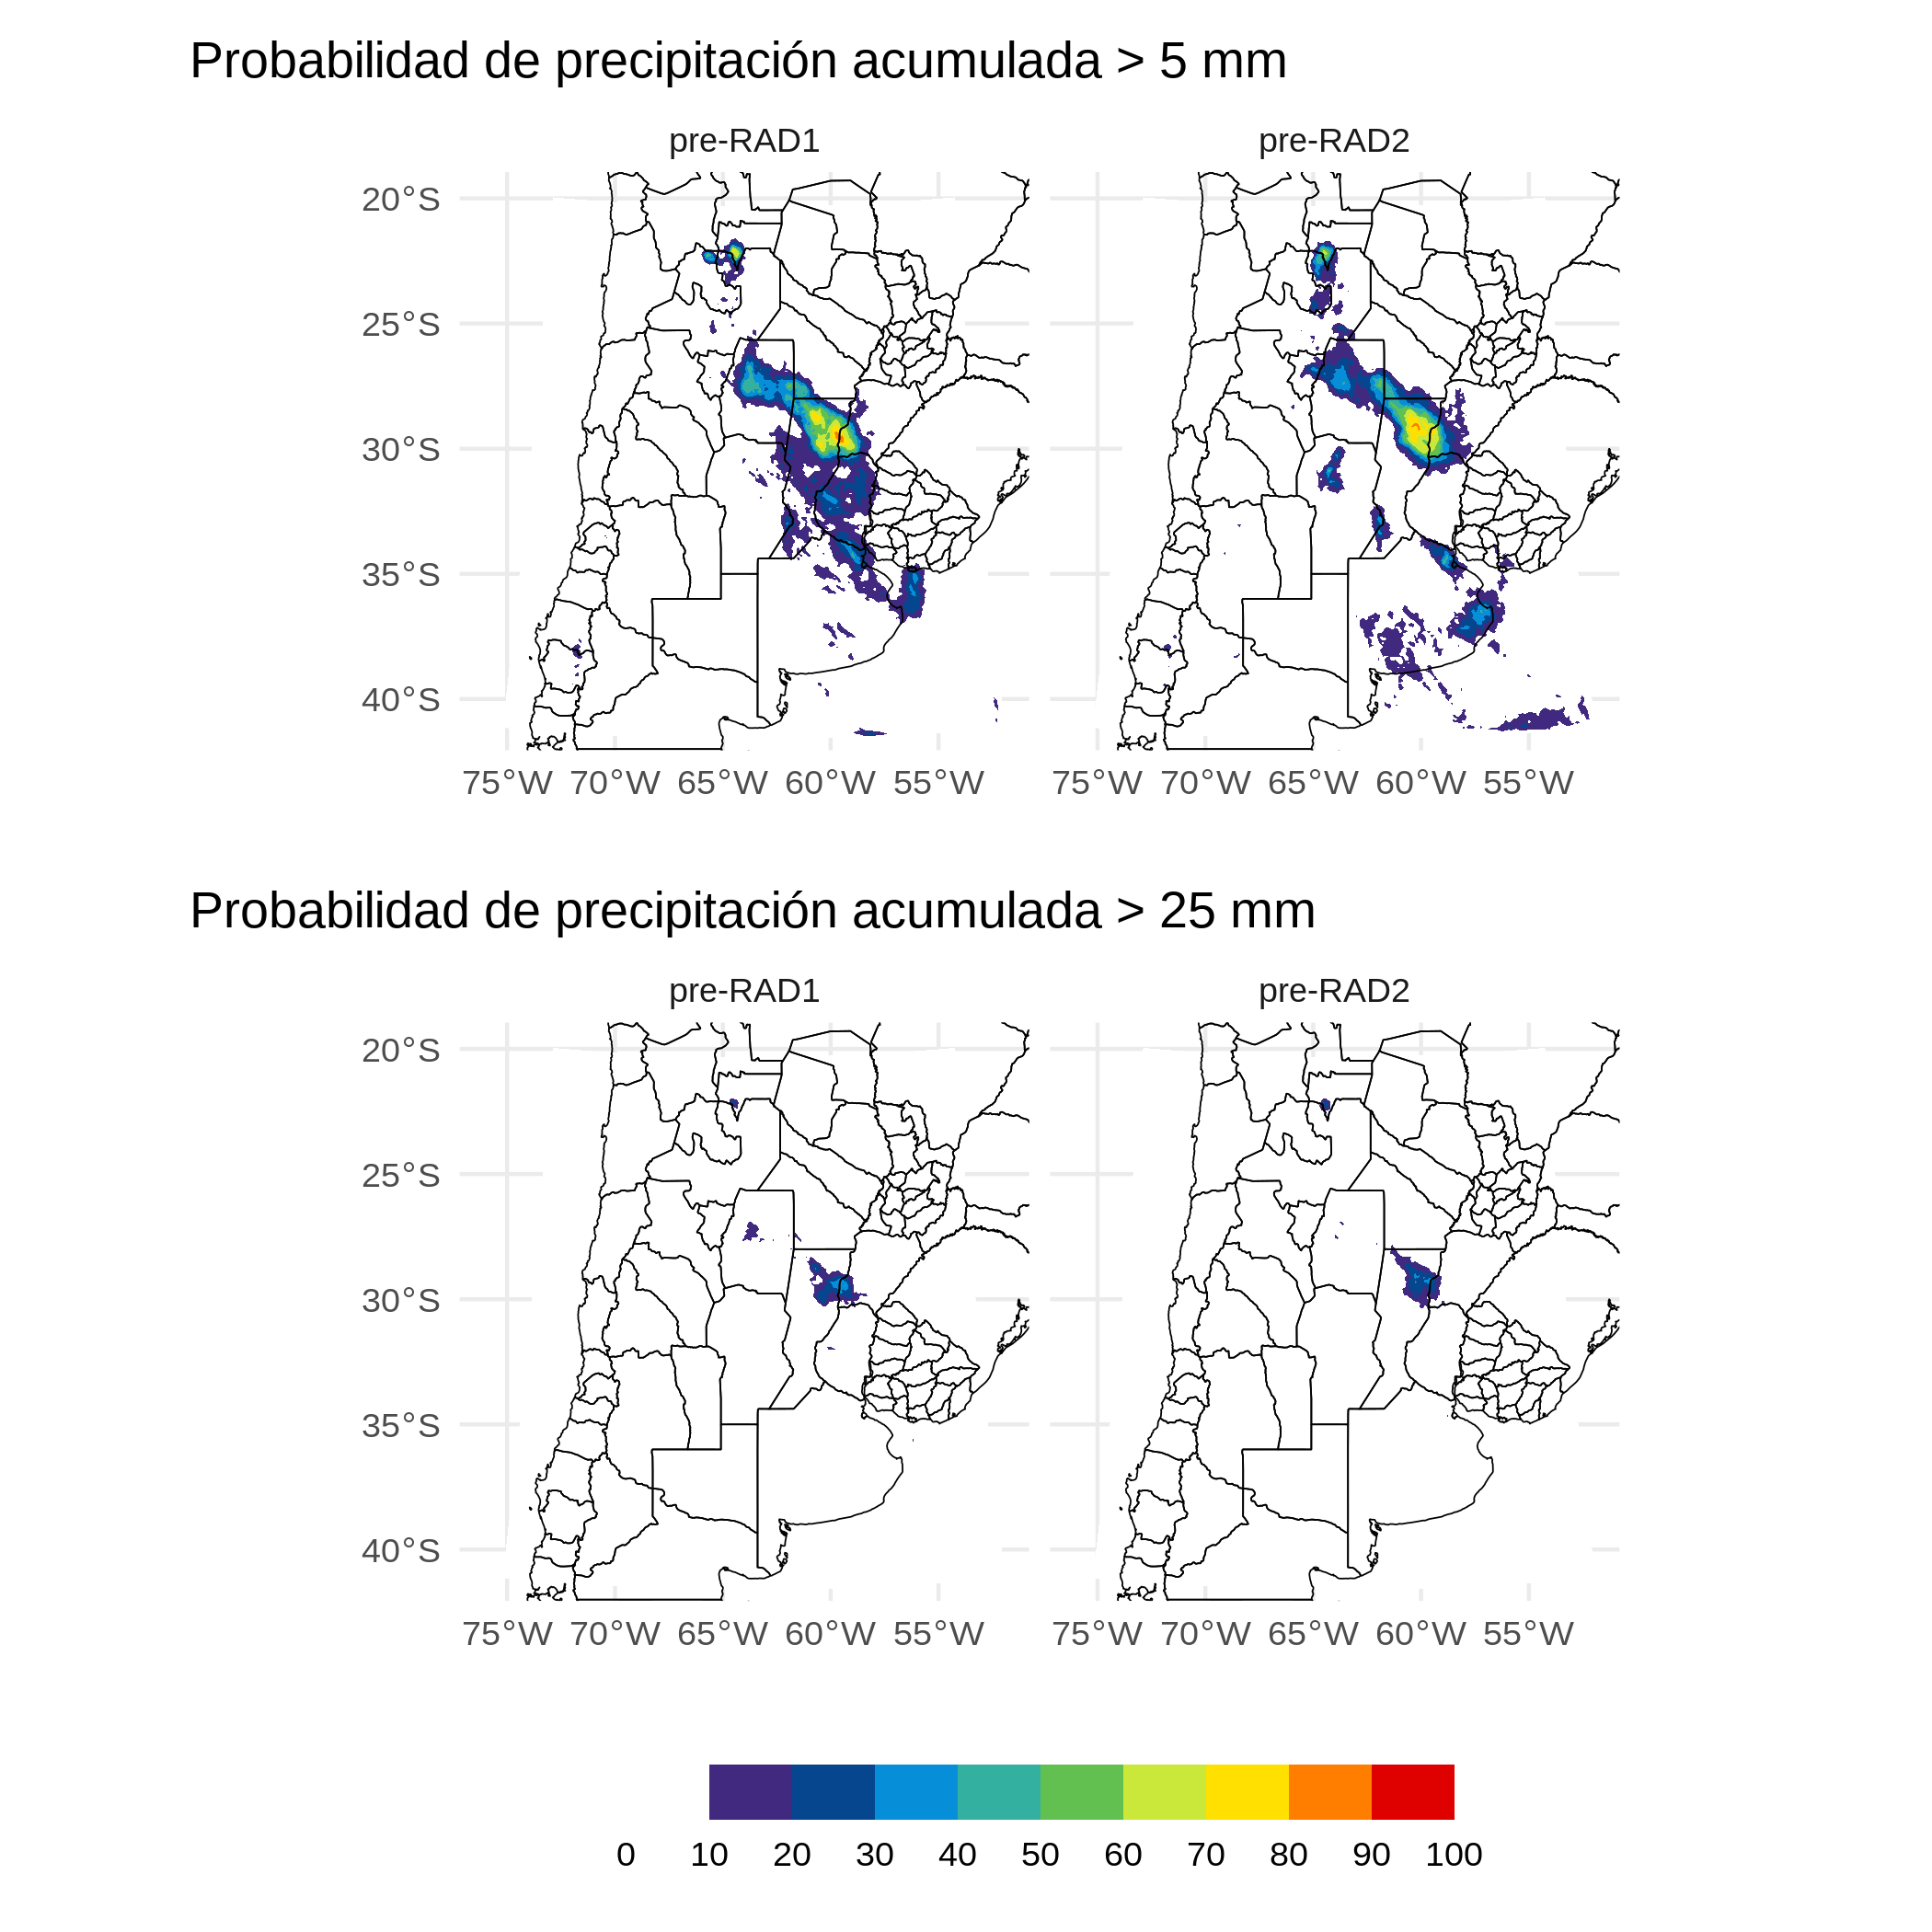 Probabilidad de precipitación acumulada > 5 mm
pre-RAD1 pre-RAD2
20°S
25°S
30°S
35°S
40°S
75°W 70°W 65°W 60°W 55°W 75°W 70°W 65°W 60°W 55°W
Probabilidad de precipitación acumulada > 25 mm
pre-RAD1 pre-RAD2
20°S
25°S
30°S
35°S
40°S
75°W 70°W 65°W 60°W 55°W 75°W 70°W 65°W 60°W 55°W
0 10 20 30 40 50 60 70 80 90 100